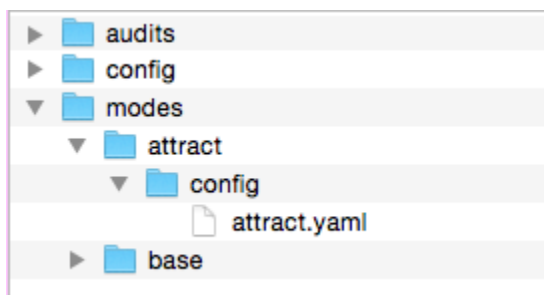 audits
config
modes
attract
config
attract.yaml
base